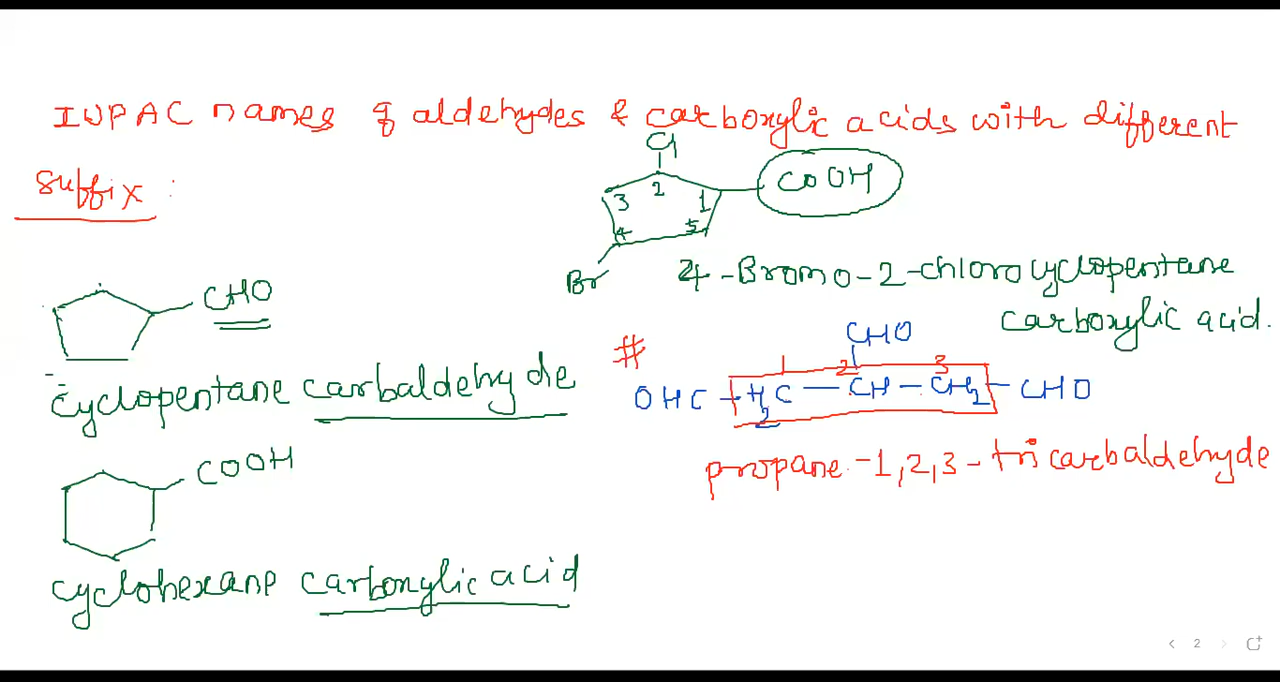 IUPAC names of aldehydes & carboxylic acids with different
suffix :
Cl
COOH
3 2 1
4 5
Br
4-Bromo-2-chlorocyclopentane
carboxylic acid.
CHO
cyclopentane carbaldehyde
COOH
cyclohexane carboxylic acid
#
CHO
1 2 3
OHC - H2C - CH - CH2 - CHO
propane-1,2,3-tricarbaldehyde
2